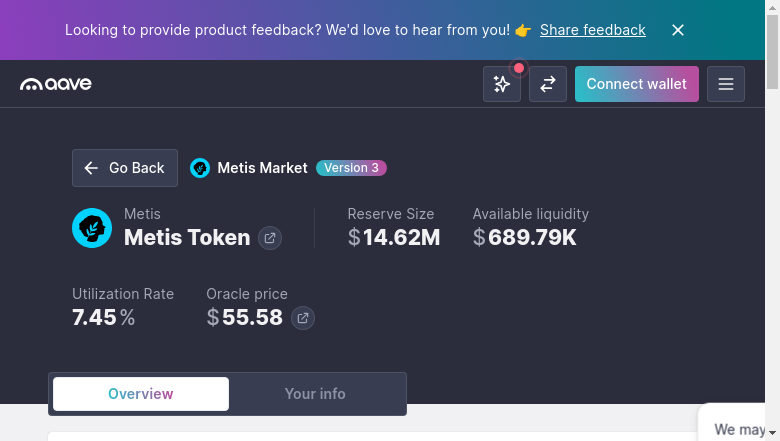 Looking to provide product feedback? We'd love to hear from you! 👉 Share feedback
aave
Connect wallet
Go Back
Metis Market
Version 3
Metis
Metis Token
Reserve Size
$14.62M
Available liquidity
$689.79K
Utilization Rate
7.45%
Oracle price
$55.58
Overview
Your info
We may